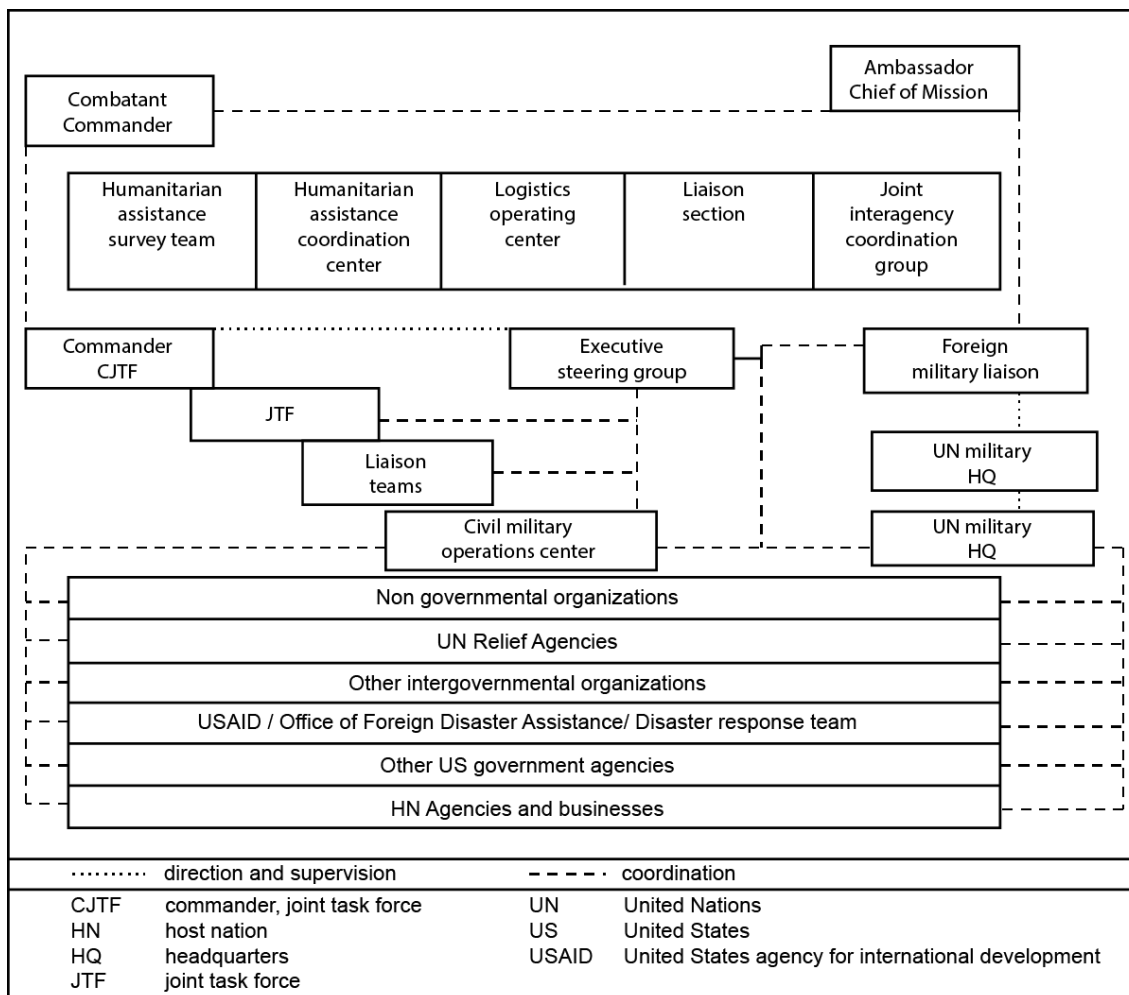 Ambassador
Chief of Mission
Combatant
Commander
Humanitarian
assistance
survey team
Humanitarian
assistance
coordination
center
Logistics
operating
center
Liaison
section
Joint
interagency
coordination
group
Commander
CJTF
Executive
steering group
Foreign
military liaison
JTF
Liaison
teams
UN military
HQ
Civil military
operations center
UN military
HQ
Non governmental organizations
UN Relief Agencies
Other intergovernmental organizations
USAID / Office of Foreign Disaster Assistance/ Disaster response team
Other US government agencies
HN Agencies and businesses
direction and supervision
coordination
CJTF commander, joint task force
HN host nation
HQ headquarters
JTF joint task force
UN United Nations
US United States
USAID United States agency for international development